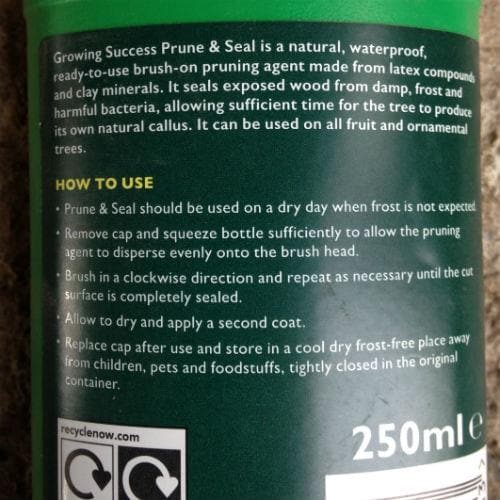 Growing Success Prune & Seal is a natural, waterproof,
ready-to-use brush-on pruning agent made from latex compounds
and clay minerals. It seals exposed wood from damp, frost and
harmful bacteria, allowing sufficient time for the tree to produce
its own natural callus. It can be used on all fruit and ornamental
trees.
HOW TO USE
• Prune & Seal should be used on a dry day when frost is not expected.
• Remove cap and squeeze bottle sufficiently to allow the pruning
agent to disperse evenly onto the brush head.
• Brush in a clockwise direction and repeat as necessary until the cut
surface is completely sealed.
• Allow to dry and apply a second coat.
• Replace cap after use and store in a cool dry frost-free place away
from children, pets and foodstuffs, tightly closed in the original
container.
recyclenow.com
250ml e